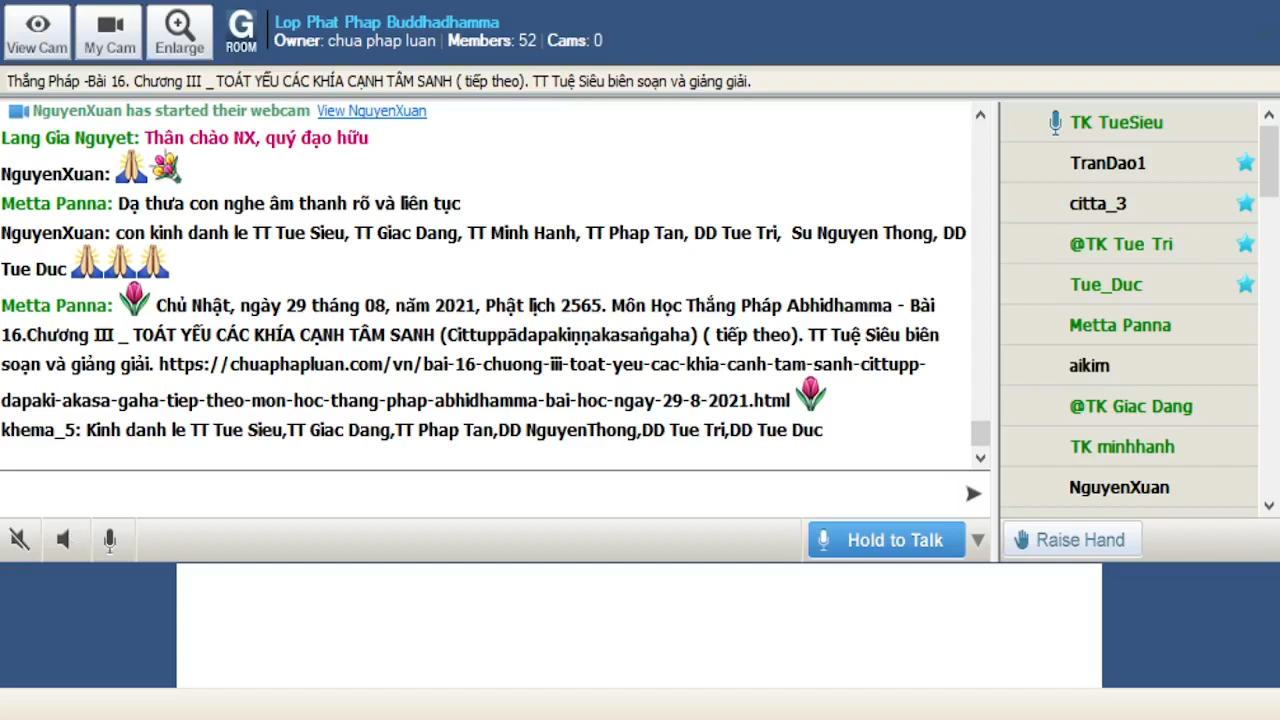 View Cam
My Cam
Enlarge
G
ROOM
Lop Phat Phap Buddhadhamma
Owner: chua phap luan | Members: 52 | Cams: 0
Thắng Pháp -Bài 16. Chương III _ TOÁT YẾU CÁC KHÍA CẠNH TÂM SANH ( tiếp theo). TT Tuệ Siêu biên soạn và giảng giải.
NguyenXuan has started their webcam View NguyenXuan
Lang Gia Nguyet: Thân chào NX, quý đạo hữu
NguyenXuan:
Metta Panna: Dạ thưa con nghe âm thanh rõ và liên tục
NguyenXuan: con kinh danh le TT Tue Sieu, TT Giac Dang, TT Minh Hanh, TT Phap Tan, DD Tue Tri, Su Nguyen Thong, DD
Tue Duc
Metta Panna: Chủ Nhật, ngày 29 tháng 08, năm 2021, Phật lịch 2565. Môn Học Thắng Pháp Abhidhamma - Bài
16.Chương III _ TOÁT YẾU CÁC KHÍA CẠNH TÂM SANH (Cittuppādapakiṇṇakasaṅgaha) ( tiếp theo). TT Tuệ Siêu biên
soạn và giảng giải. https://chuaphapluan.com/vn/bai-16-chuong-iii-toat-yeu-cac-khia-canh-tam-sanh-cittupp-
dapaki-akasa-gaha-tiep-theo-mon-hoc-thang-phap-abhidhamma-bai-hoc-ngay-29-8-2021.html
khema_5: Kinh danh le TT Tue Sieu,TT Giac Dang,TT Phap Tan,DD NguyenThong,DD Tue Tri,DD Tue Duc
Hold to Talk
TK TueSieu
TranDao1
citta_3
@TK Tue Tri
Tue_Duc
Metta Panna
aikim
@TK Giac Dang
TK minhhanh
NguyenXuan
Raise Hand